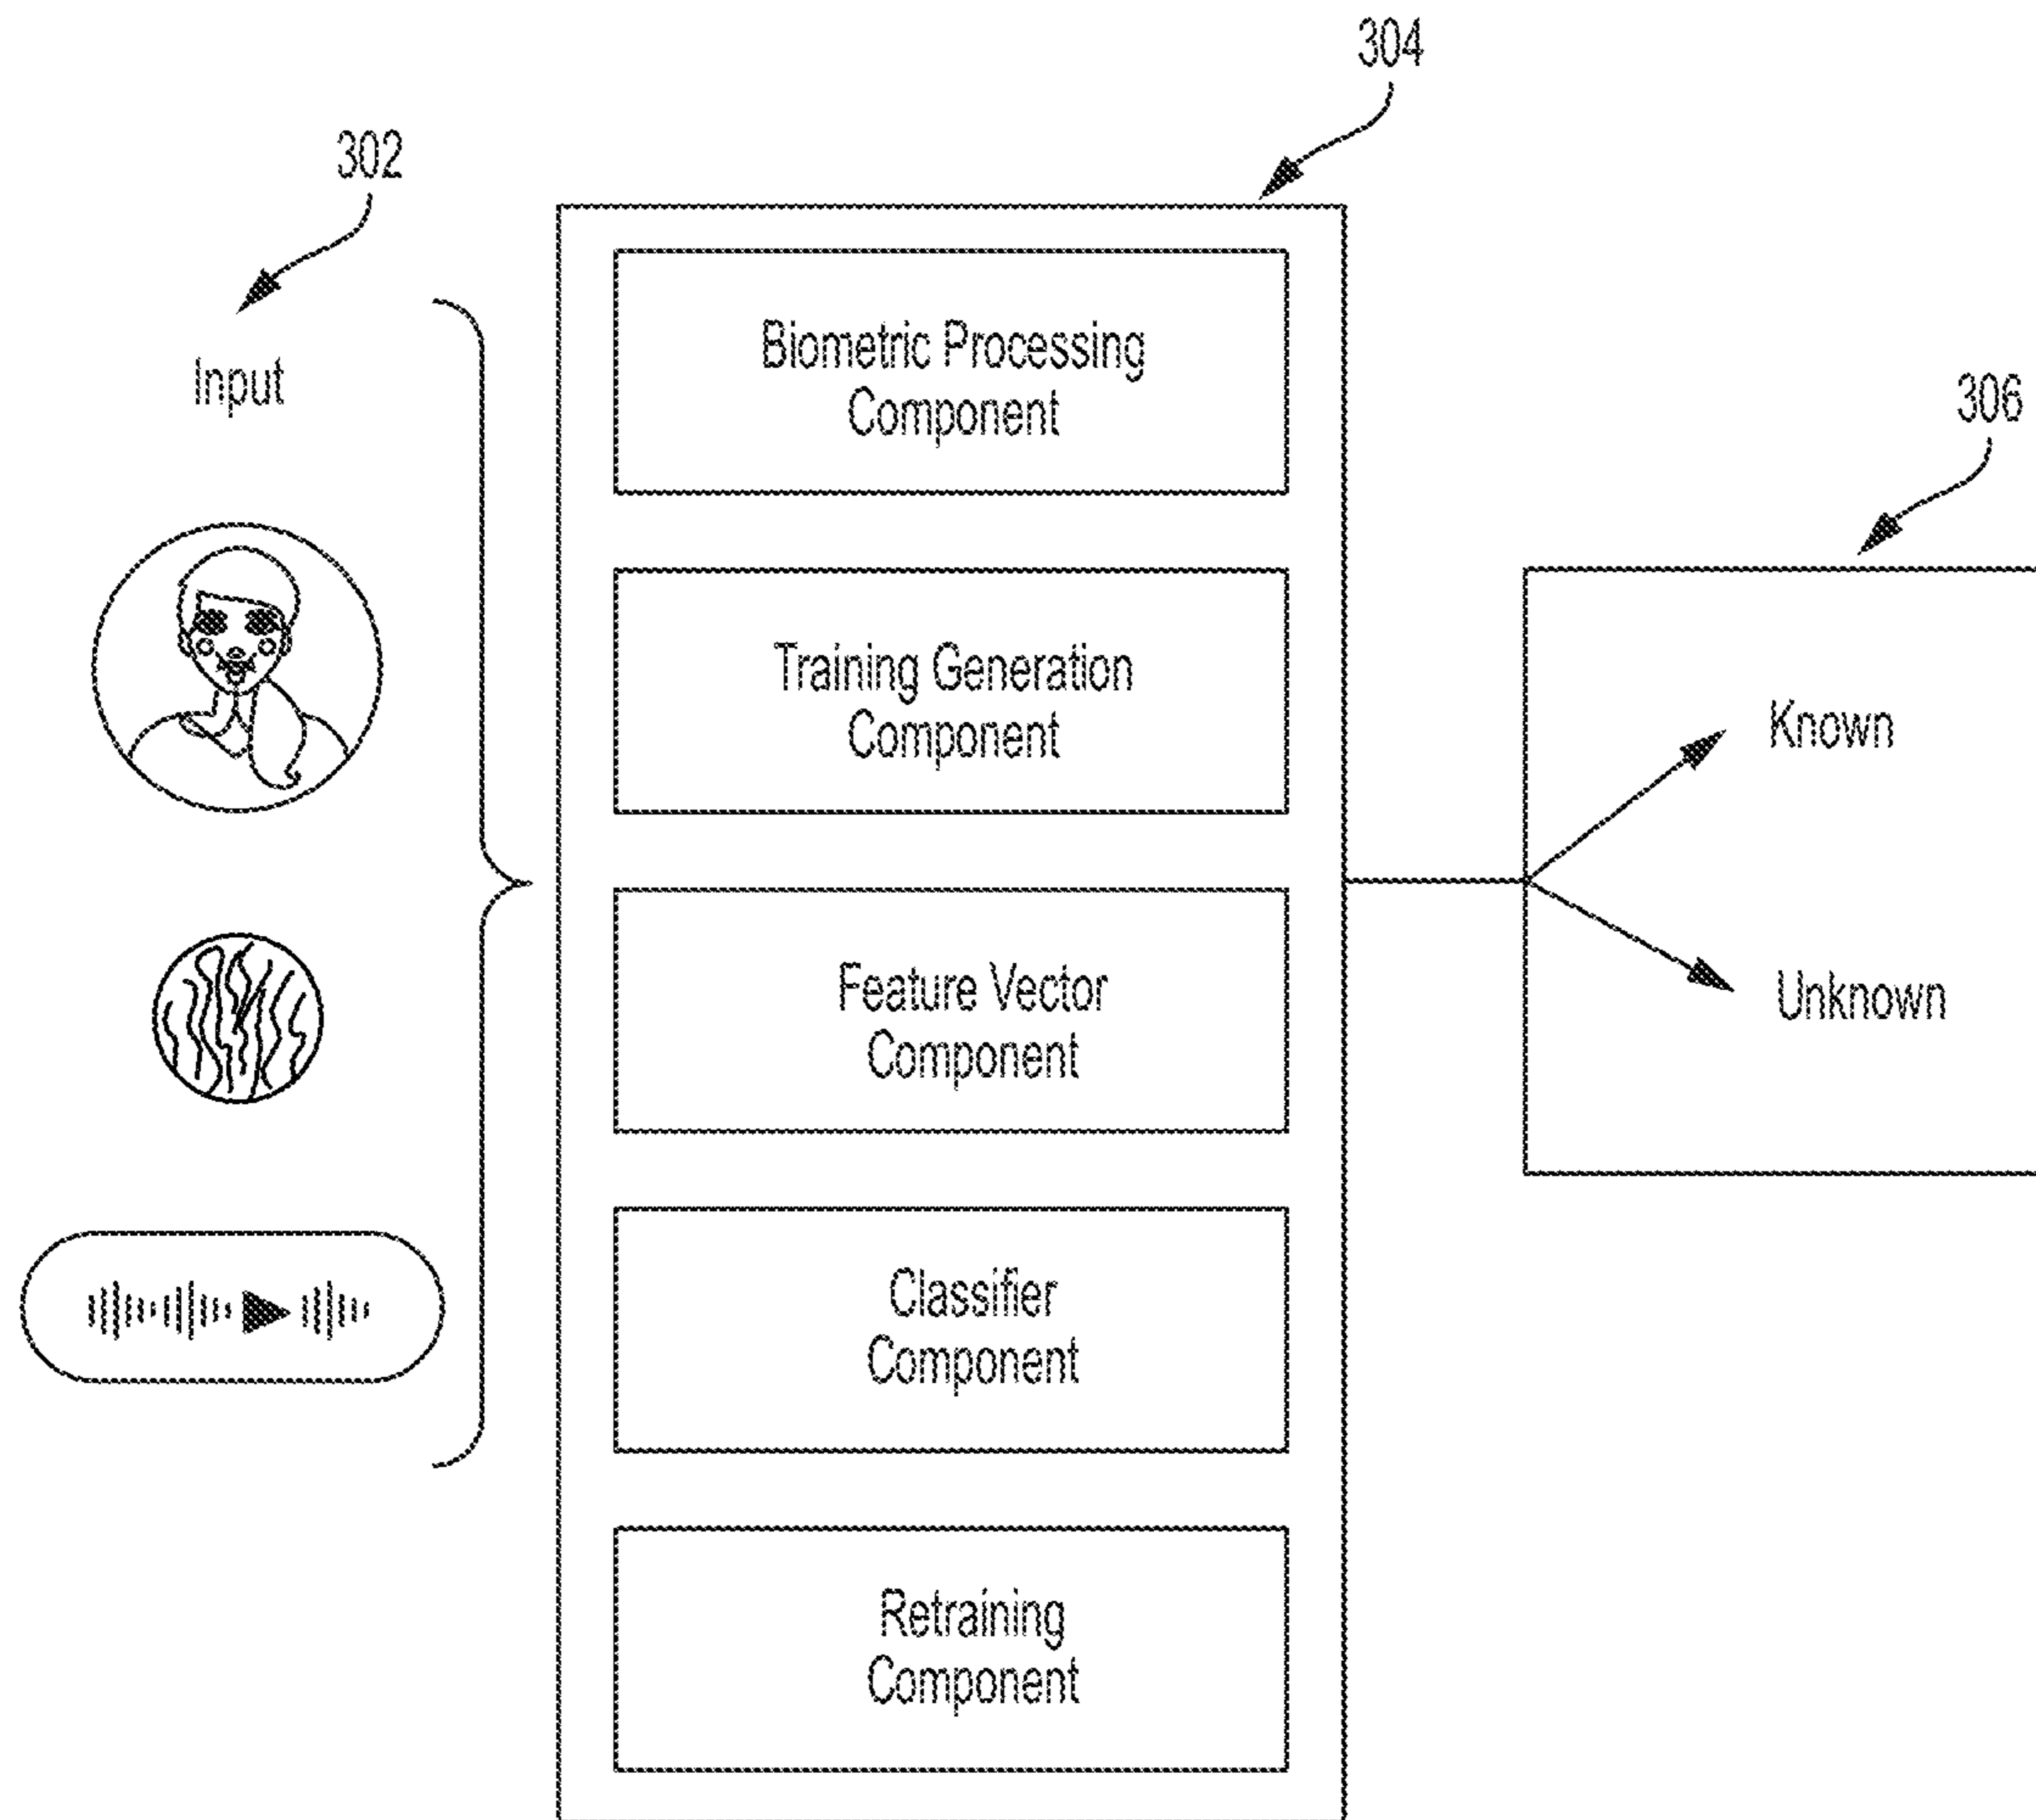 304
302
Input
Biometric Processing
Component
306
Training Generation
Component
Known
Feature Vector
Component
Unknown
Classifier
Component
Retraining
Component